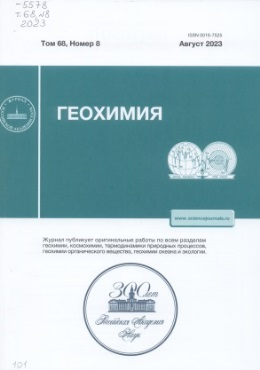 -5578
т.68, №8
2023
ISSN 0016-7525
Том 68, Номер 8
Август 2023
ГЕОХИМИЯ
www.sciencejournals.ru
Журнал публикует оригинальные работы по всем разделам
геохимии, космохимии, термодинамики природных процессов,
геохимии органического вещества, геохимии океана и экологии.
300 лет
Российская Академия
Наук
101